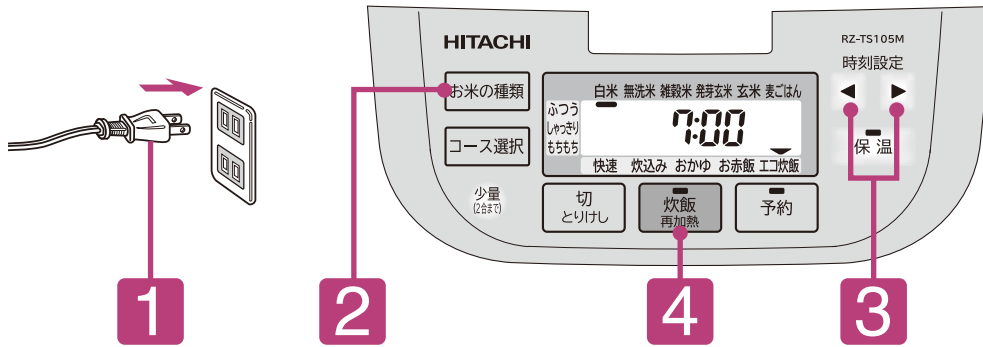 HITACHI
RZ-TS105M
時刻設定
◀ ▶
お米の種類
白米 無洗米 雑穀米 発芽玄米 玄米 麦ごはん
ふつう
しゃっきり
もちもち
7:00
快速 炊込み おかゆ お赤飯 エコ炊飯
コース選択
保温
少量
(2合まで)
切
とりけし
炊飯
再加熱
予約
1
2
4
3